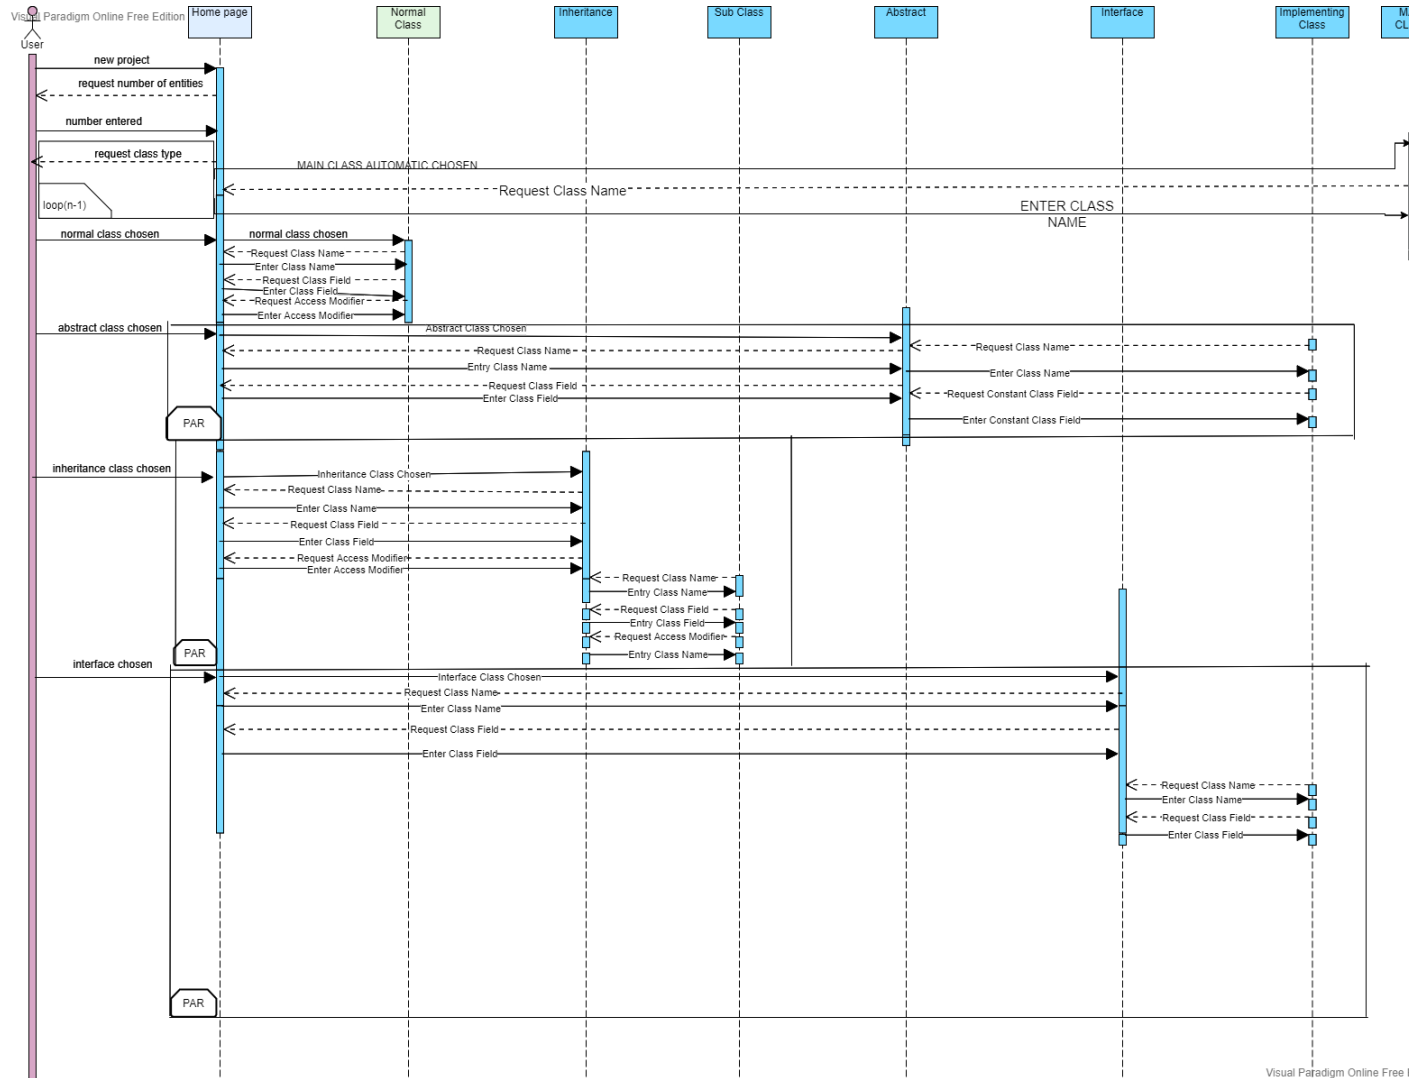 Visual Paradigm Online Free Edition
User
Home page
Normal
Class
Inheritance
Sub Class
Abstract
Interface
Implementing
Class
new project
request number of entities
number entered
request class type
MAIN CLASS AUTOMATIC CHOSEN
Request Class Name
loop(n-1)
ENTER CLASS
NAME
normal class chosen
normal class chosen
Request Class Name
Enter Class Name
Request Class Field
Enter Class Field
Request Access Modifier
Enter Access Modifier
abstract class chosen
Abstract Class Chosen
Request Class Name
Request Class Name
Entry Class Name
Enter Class Name
Request Class Field
Request Constant Class Field
Enter Class Field
Enter Constant Class Field
PAR
inheritance class chosen
Inheritance Class Chosen
Request Class Name
Enter Class Name
Request Class Field
Enter Class Field
Request Access Modifier
Enter Access Modifier
Request Class Name
Entry Class Name
Request Class Field
Entry Class Field
Request Access Modifier
Entry Class Name
PAR
interface chosen
Interface Class Chosen
Request Class Name
Enter Class Name
Request Class Field
Enter Class Field
Request Class Name
Enter Class Name
Request Class Field
Enter Class Field
PAR
Visual Paradigm Online Free